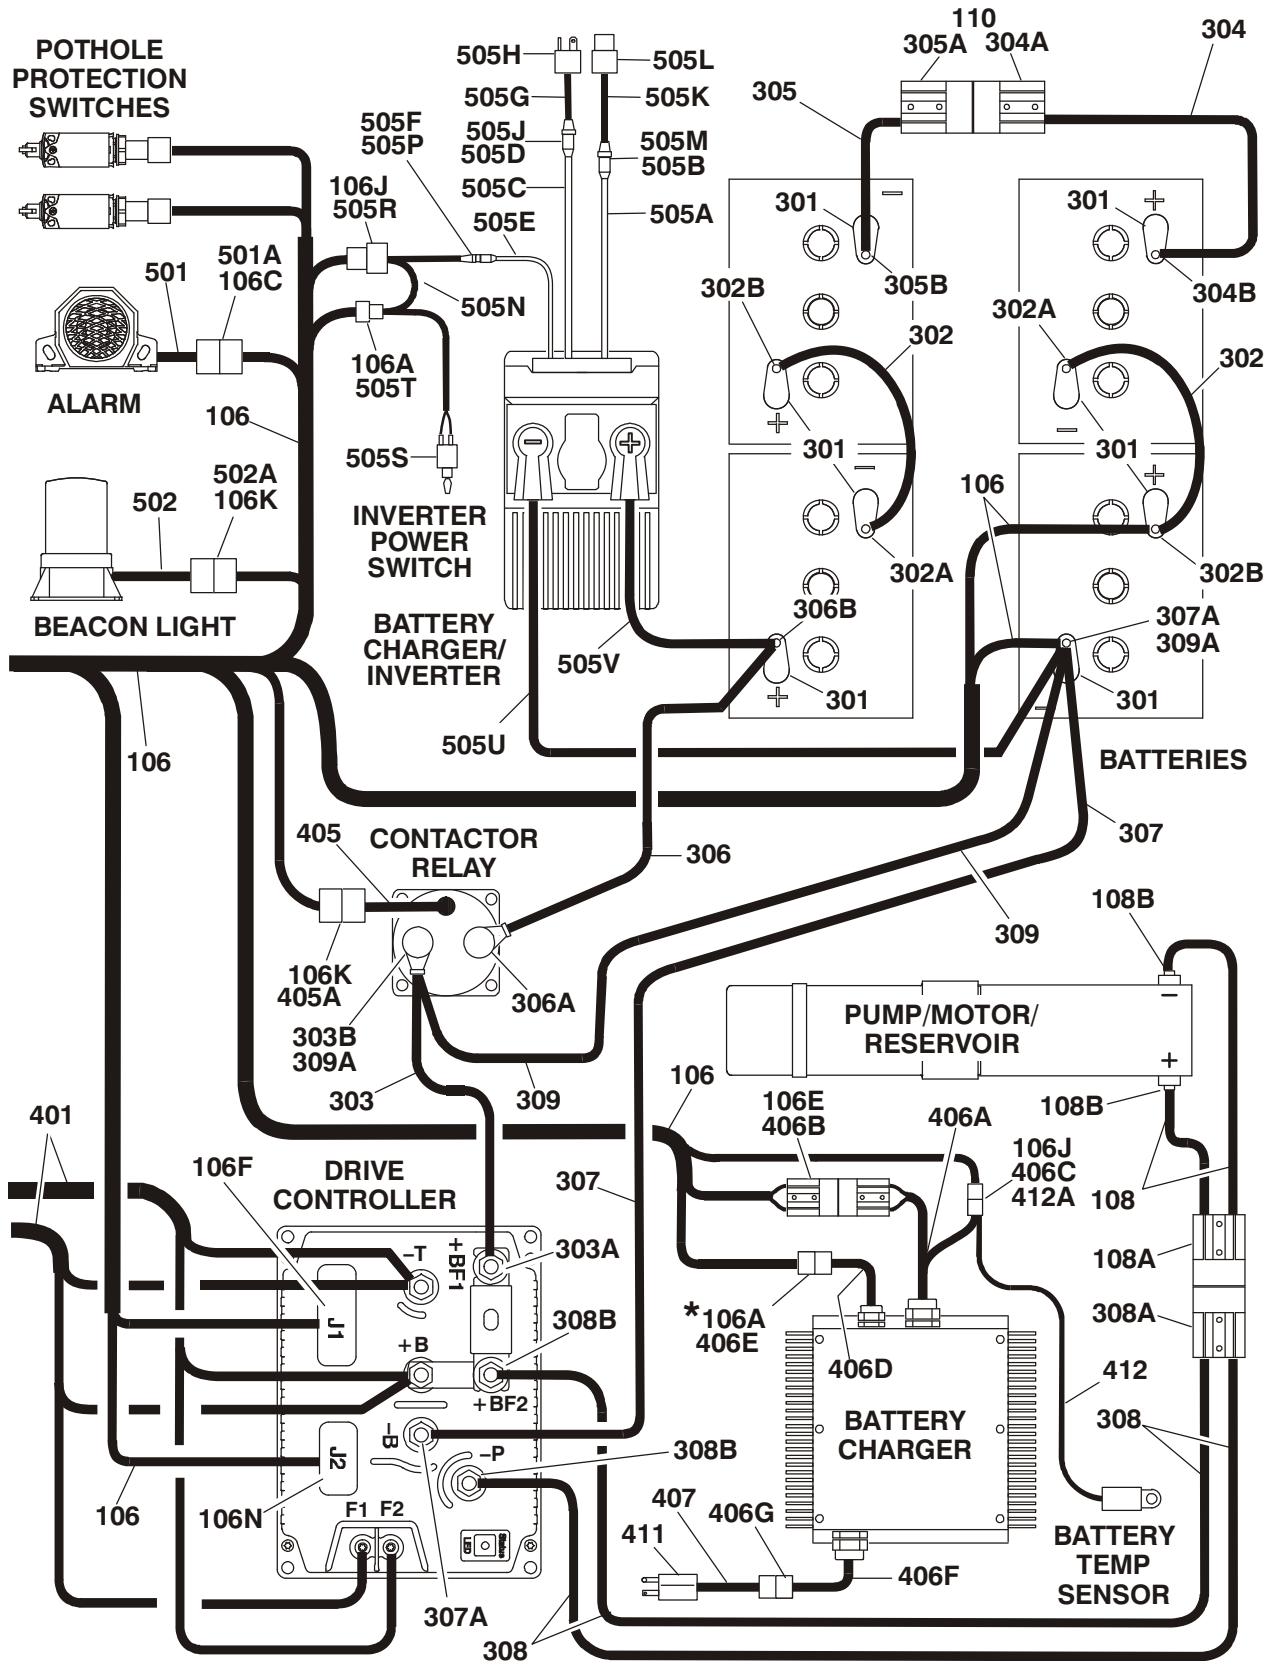 POTHOLE
PROTECTION
SWITCHES
505H
505L
110
305A
304A
304
505G
505K
305
505F
505P
505J
505D
505M
505B
106J
505R
505C
505A
505E
301
−
301
+
501
501A
106C
505N
302B
305B
302A
304B
302
302
ALARM
106A
505T
106
+
−
301
−
301
+
505S
−
+
502
502A
106K
106
INVERTER
POWER
SWITCH
302A
302B
306B
307A
309A
BEACON LIGHT
BATTERY
CHARGER/
INVERTER
505V
301
+
301
−
505U
106
BATTERIES
405
CONTACTOR
RELAY
306
307
309
108B
106K
405A
306A
−
PUMP/MOTOR/
RESERVOIR
303B
309A
+
303
309
106
108B
401
106E
406B
406A
106J
406C
412A
106F
DRIVE
CONTROLLER
307
108
−T
+BF1
303A
108A
J1
*106A
406E
308A
+B
308B
406D
412
+BF2
308
BATTERY
CHARGER
−B
−P
308B
J2
106
106N
F1 F2
407
406G
411
Status
LED
BATTERY
TEMP
SENSOR
406F
307A
308